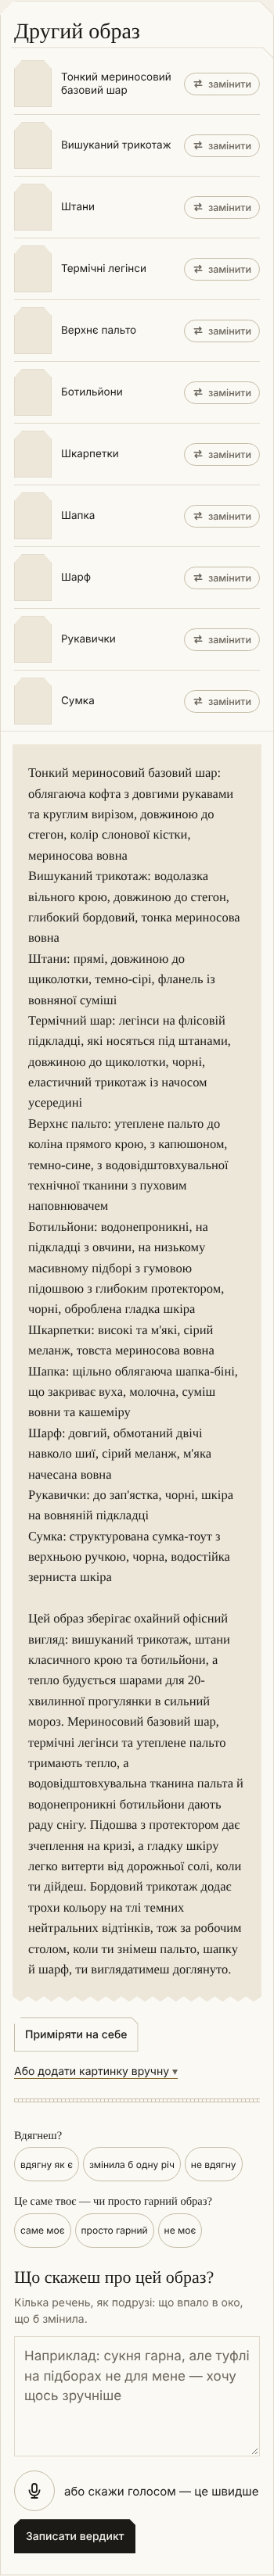 Другий образ
Тонкий мериносовий
базовий шар
замінити
Вишуканий трикотаж
замінити
Штани
замінити
Термічні легінси
замінити
Верхнє пальто
замінити
Ботильйони
замінити
Шкарпетки
замінити
Шапка
замінити
Шарф
замінити
Рукавички
замінити
Сумка
замінити
Тонкий мериносовий базовий шар:
облягаюча кофта з довгими рукавами
та круглим вирізом, довжиною до
стегон, колір слонової кістки,
мериносова вовна
Вишуканий трикотаж: водолазка
вільного крою, довжиною до стегон,
глибокий бордовий, тонка мериносова
вовна
Штани: прямі, довжиною до
щиколотки, темно-сірі, фланель із
вовняної суміші
Термічний шар: легінси на флісовій
підкладці, які носяться під штанами,
довжиною до щиколотки, чорні,
еластичний трикотаж із начосом
усередині
Верхнє пальто: утеплене пальто до
коліна прямого крою, з капюшоном,
темно-синє, з водовідштовхувальної
технічної тканини з пуховим
наповнювачем
Ботильйони: водонепроникні, на
підкладці з овчини, на низькому
масивному підборі з гумовою
підошвою з глибоким протектором,
чорні, оброблена гладка шкіра
Шкарпетки: високі та м'які, сірий
меланж, товста мериносова вовна
Шапка: щільно облягаюча шапка-біні,
що закриває вуха, молочна, суміш
вовни та кашеміру
Шарф: довгий, обмотаний двічі
навколо шиї, сірий меланж, м'яка
начесана вовна
Рукавички: до зап'ястка, чорні, шкіра
на вовняній підкладці
Сумка: структурована сумка-тоут з
верхньою ручкою, чорна, водостійка
зерниста шкіра
Цей образ зберігає охайний офісний
вигляд: вишуканий трикотаж, штани
класичного крою та ботильйони, а
тепло будується шарами для 20-
хвилинної прогулянки в сильний
мороз. Мериносовий базовий шар,
термічні легінси та утеплене пальто
тримають тепло, а
водовідштовхувальна тканина пальта й
водонепроникні ботильйони дають
раду снігу. Підошва з протектором дає
зчеплення на кризі, а гладку шкіру
легко витерти від дорожньої солі, коли
ти дійдеш. Бордовий трикотаж додає
трохи кольору на тлі темних
нейтральних відтінків, тож за робочим
столом, коли ти знімеш пальто, шапку
й шарф, ти виглядатимеш доглянуто.
Приміряти на себе
Або додати картинку вручну ▾
Вдягнеш?
вдягну як є
змінила б одну річ
не вдягну
Це саме твоє — чи просто гарний образ?
саме моє
просто гарний
не моє
Що скажеш про цей образ?
Кілька речень, як подрузі: що впало в око,
що б змінила.
Наприклад: сукня гарна, але туфлі
на підборах не для мене — хочу
щось зручніше
або скажи голосом — це швидше
Записати вердикт